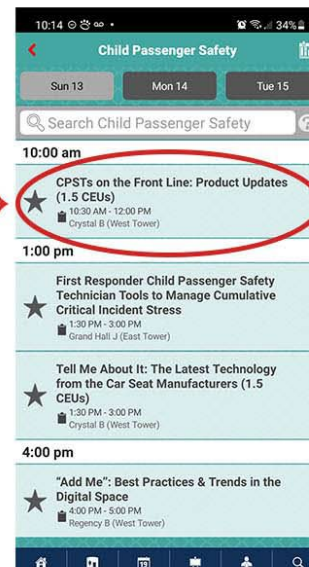 10:14
34%
Child Passenger Safety
Sun 13
Mon 14
Tue 15
Search Child Passenger Safety
10:00 am
CPSTs on the Front Line: Product Updates
(1.5 CEUs)
10:30 AM - 12:00 PM
Crystal B (West Tower)
1:00 pm
First Responder Child Passenger Safety
Technician Tools to Manage Cumulative
Critical Incident Stress
1:30 PM - 3:00 PM
Grand Hall J (East Tower)
Tell Me About It: The Latest Technology
from the Car Seat Manufacturers (1.5
CEUs)
1:30 PM - 3:00 PM
Crystal B (West Tower)
4:00 pm
"Add Me": Best Practices & Trends in the
Digital Space
4:00 PM - 5:00 PM
Regency B (West Tower)
19